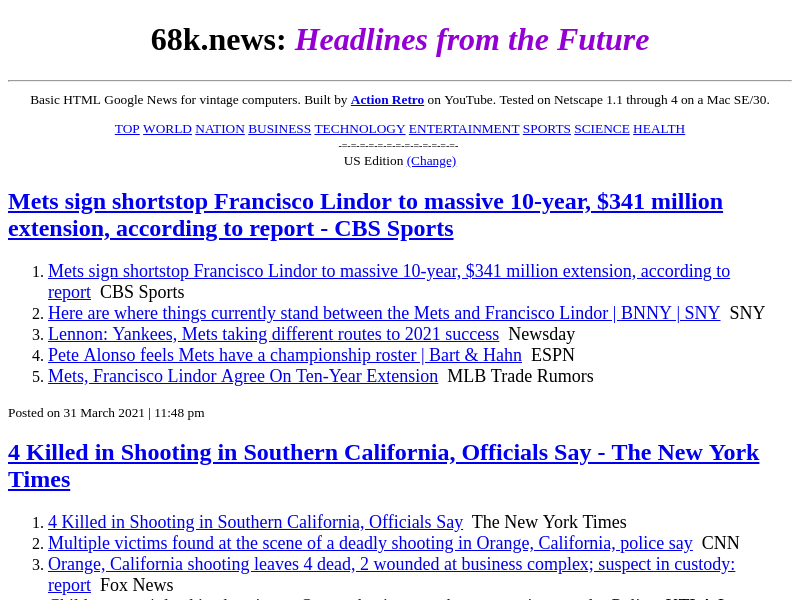 68k.news: Headlines from the Future
Basic HTML Google News for vintage computers. Built by Action Retro on YouTube. Tested on Netscape 1.1 through 4 on a Mac SE/30.
TOP WORLD NATION BUSINESS TECHNOLOGY ENTERTAINMENT SPORTS SCIENCE HEALTH
-=-=-=-=-=-=-=-=-=-=-=-=-=-
US Edition (Change)
Mets sign shortstop Francisco Lindor to massive 10-year, $341 million
extension, according to report - CBS Sports
1. Mets sign shortstop Francisco Lindor to massive 10-year, $341 million extension, according to
report  CBS Sports
2. Here are where things currently stand between the Mets and Francisco Lindor | BNNY | SNY  SNY
3. Lennon: Yankees, Mets taking different routes to 2021 success  Newsday
4. Pete Alonso feels Mets have a championship roster | Bart & Hahn  ESPN
5. Mets, Francisco Lindor Agree On Ten-Year Extension  MLB Trade Rumors
Posted on 31 March 2021 | 11:48 pm
4 Killed in Shooting in Southern California, Officials Say - The New York
Times
1. 4 Killed in Shooting in Southern California, Officials Say  The New York Times
2. Multiple victims found at the scene of a deadly shooting in Orange, California, police say  CNN
3. Orange, California shooting leaves 4 dead, 2 wounded at business complex; suspect in custody:
report  Fox News